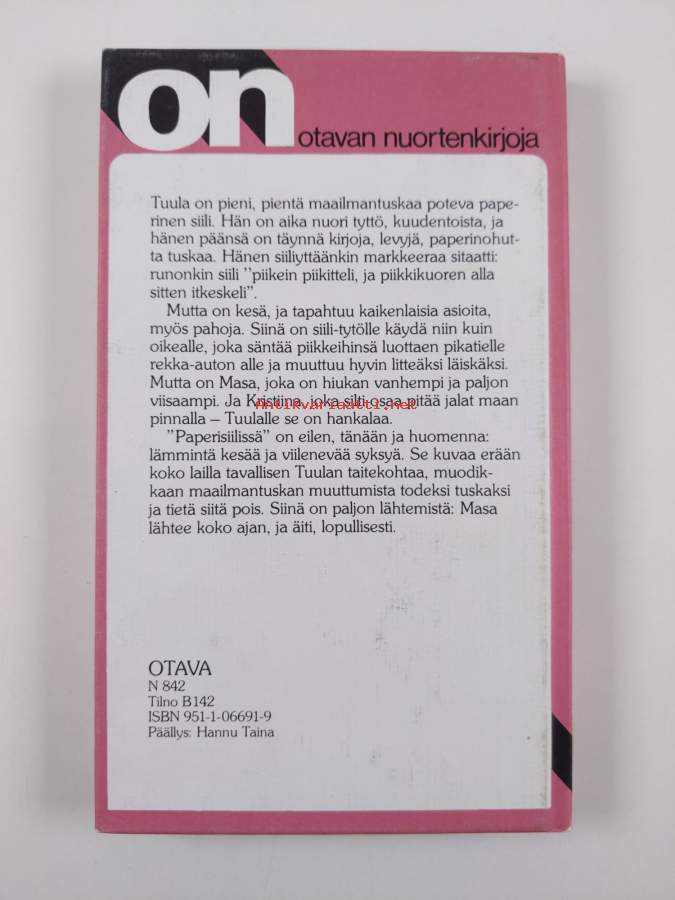 on
otavan nuortenkirjoja
Tuula on pieni, pientä maailmantuskaa poteva pape-
rinen siili. Hän on aika nuori tyttö, kuudentoista, ja
hänen päänsä on täynnä kirjoja, levyjä, paperinohut-
ta tuskaa. Hänen siiliyttäänkin markkeeraa sitaatti:
runonkin siili "piikein piikitteli, ja piikkikuoren alla
sitten itkeskeli".
Mutta on kesä, ja tapahtuu kaikenlaisia asioita,
myös pahoja. Siinä on siili-tytölle käydä niin kuin
oikealle, joka säntää piikkeihinsä luottaen pikatielle
rekka-auton alle ja muuttuu hyvin litteäksi läiskäksi.
Mutta on Masa, joka on hiukan vanhempi ja paljon
viisaampi. Ja Kristiina, joka silti osaa pitää jalat maan
Antikvariaatti.net
pinnalla – Tuulalle se on hankalaa.
"Paperisiilissä" on eilen, tänään ja huomenna:
lämmintä kesää ja viilenevää syksyä. Se kuvaa erään
koko lailla tavallisen Tuulan taitekohtaa, muodik-
kaan maailmantuskan muuttumista todeksi tuskaksi
ja tietä siitä pois. Siinä on paljon lähtemistä: Masa
lähtee koko ajan, ja äiti, lopullisesti.
OTAVA
N 842
Tilno B142
ISBN 951-1-06691-9
Päällys: Hannu Taina